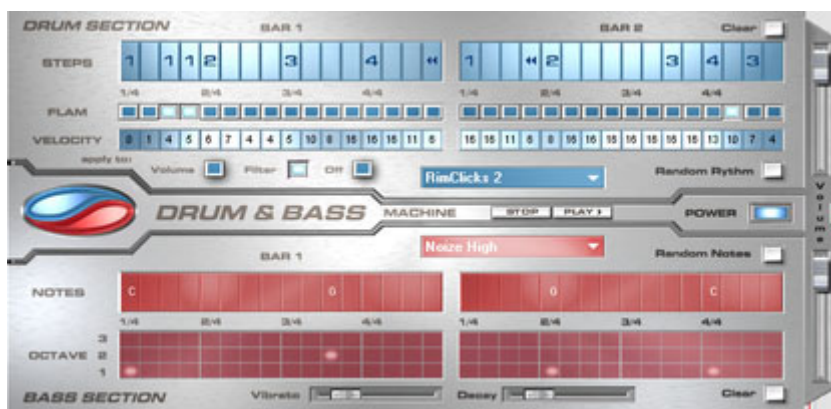 DRUM SECTION BAR 1 BAR 2 Clear
STEPS 1 1 1 2 3 4 « 1 « 2 3 4 3
1/4 2/4 3/4 4/4 1/4 2/4 3/4 4/4
FLAM
VELOCITY 8 1 4 5 6 7 4 4 5 10 8 16 16 16 11 6 16 16 11 6 8 16 16 16 16 16 16 16 13 10 7 4
apply to: Volume Filter Off RimClicks 2 Random Rythm
DRUM & BASS MACHINE STOP PLAY POWER Volume
BAR 1 Noize High Random Notes
NOTES C G G C
1/4 2/4 3/4 4/4 1/4 2/4 3/4 4/4
3
OCTAVE 2
1
BASS SECTION Vibrato Decay Clear